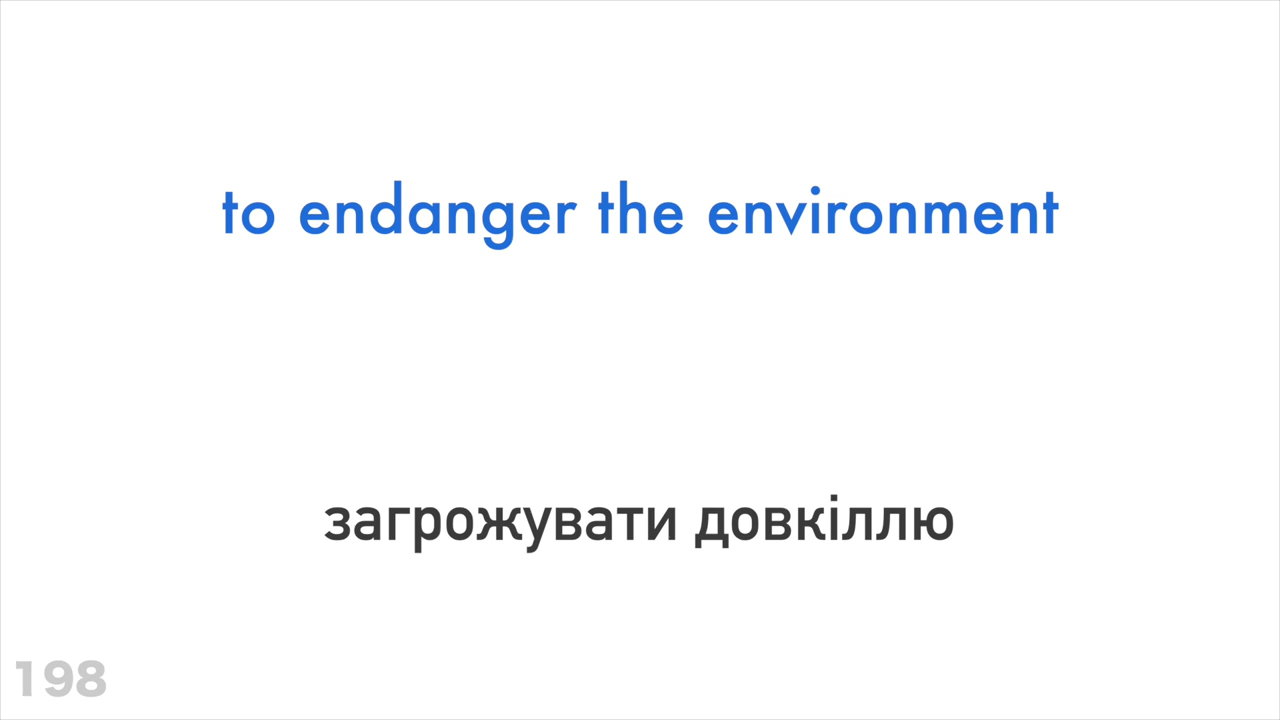 to endanger the environment
загрожувати довкіллю
198